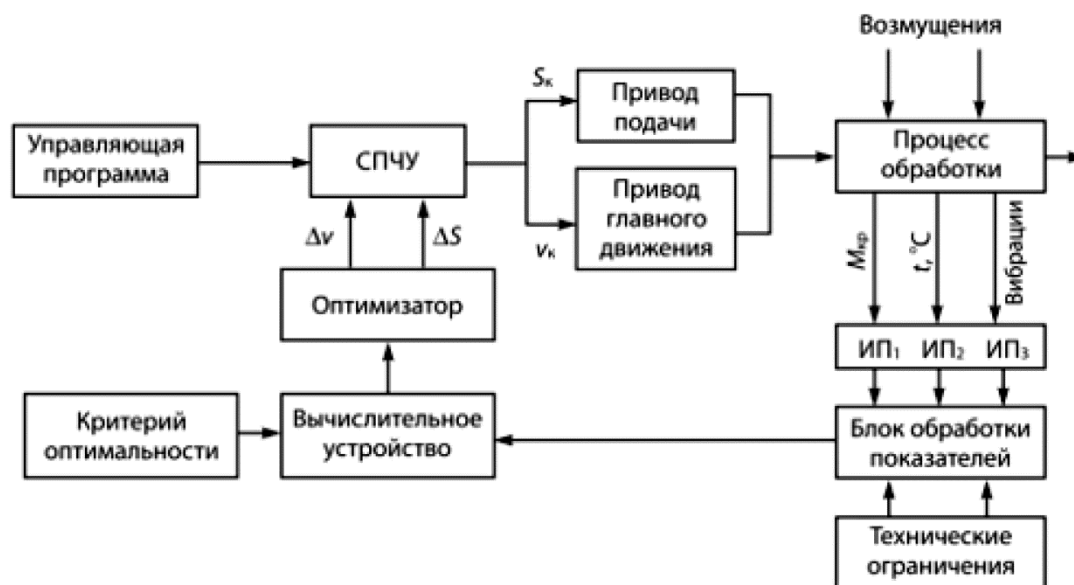 Возмущения
Управляющая
программа
СПЧУ
Sк
Привод
подачи
Процесс
обработки
vк
Привод
главного
движения
Δv
ΔS
Mкр
t, °C
Вибрации
Оптимизатор
ИП1 ИП2 ИП3
Критерий
оптимальности
Вычислительное
устройство
Блок обработки
показателей
Технические
ограничения